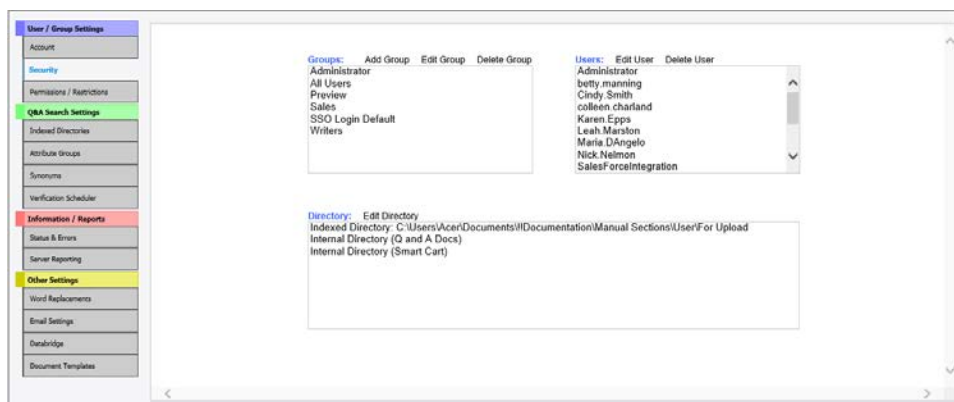 User / Group Settings
Account
Security
Permissions / Restrictions
Q&A Search Settings
Indexed Directories
Attribute Groups
Synonyms
Verification Scheduler
Information / Reports
Status & Errors
Server Reporting
Other Settings
Word Replacements
Email Settings
Databridge
Document Templates
Groups: Add Group Edit Group Delete Group
Administrator
All Users
Preview
Sales
SSO Login Default
Writers
Users: Edit User Delete User
Administrator
betty.manning
Cindy.Smith
colleen.charland
Karen.Epps
Leah.Marston
Maria.DAngelo
Nick.Nelmon
SalesForceIntegration
Directory: Edit Directory
Indexed Directory: C:\Users\Acer\Documents\!IDocumentation\Manual Sections\User\For Upload
Internal Directory (Q and A Docs)
Internal Directory (Smart Cart)